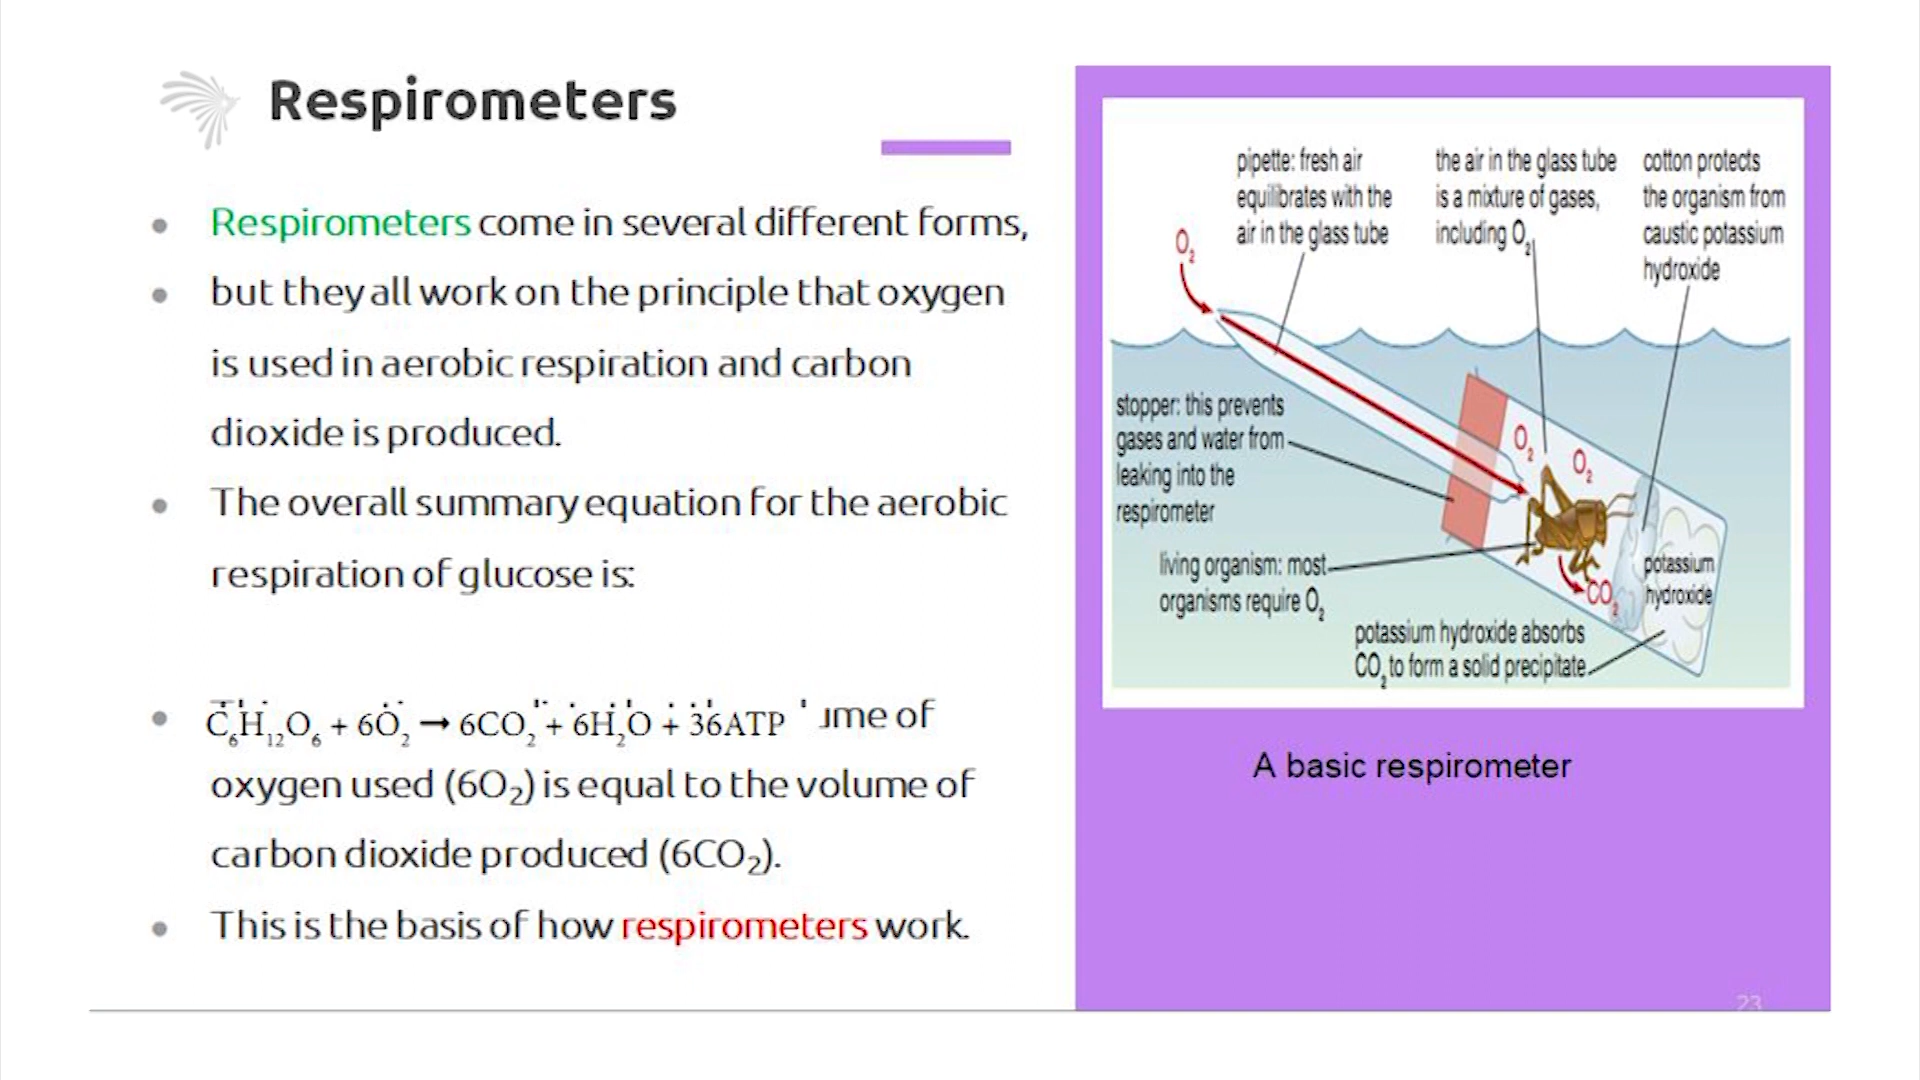 Respirometers
Respirometers come in several different forms,
but they all work on the principle that oxygen
is used in aerobic respiration and carbon
dioxide is produced.
The overall summary equation for the aerobic
respiration of glucose is:
C₆H₁₂O₆ + 6O₂ → 6CO₂ + 6H₂O + 36ATP
of
oxygen used (6O₂) is equal to the volume of
carbon dioxide produced (6CO₂).
This is the basis of how respirometers work.
pipette: fresh air
equilibrates with the
air in the glass tube
the air in the glass tube
is a mixture of gases,
including O₂
cotton protects
the organism from
caustic potassium
hydroxide
O₂
stopper: this prevents
gases and water from
leaking into the
respirometer
O₂
O₂
living organism: most
organisms require O₂
CO₂
potassium
hydroxide
potassium hydroxide absorbs
CO₂ to form a solid precipitate
A basic respirometer
23